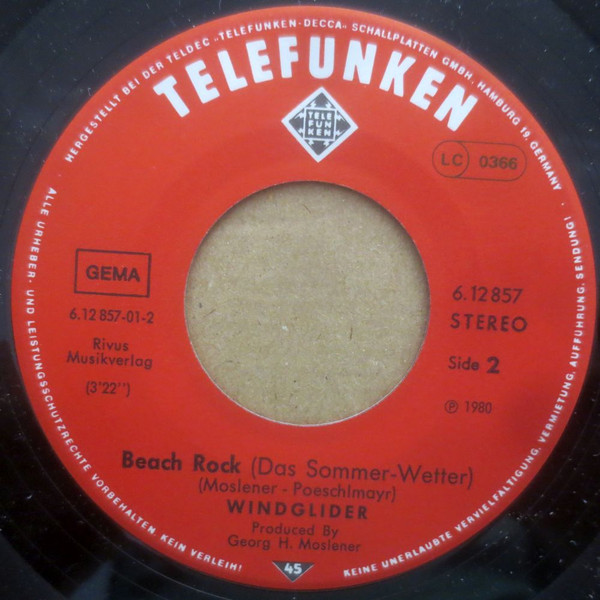 HERGESTELLT BEI DER TELDEC »TELEFUNKEN-DECCA« SCHALLPLATTEN GMBH, HAMBURG 19, GERMANY
TELEFUNKEN
TELE
FUN
KEN
LC 0366
GEMA
6.12 857-01-2
Rivus
Musikverlag
(3'22")
6.12 857
STEREO
Side 2
℗ 1980
Beach Rock (Das Sommer-Wetter)
(Moslener - Poeschlmayr)
WINDGLIDER
Produced By
Georg H. Moslener
45
ALLE URHEBER- UND LEISTUNGSSCHUTZRECHTE VORBEHALTEN. KEIN VERLEIH!
KEINE UNERLAUBTE VERVIELFÄLTIGUNG, VERMIETUNG, AUFFÜHRUNG, SENDUNG!